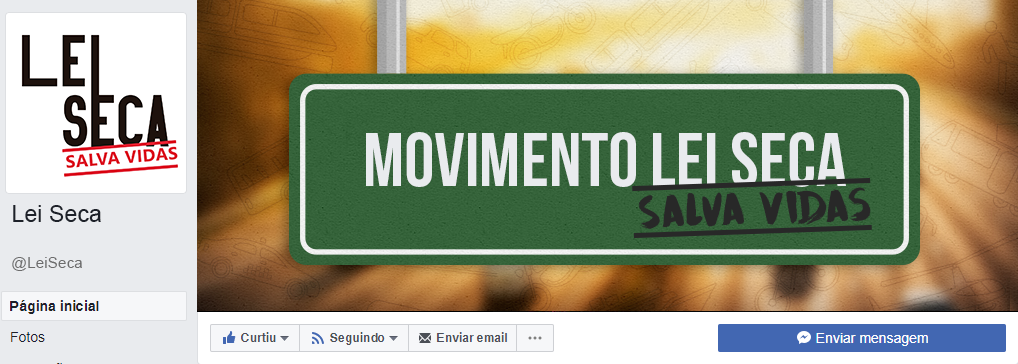 LEI
SECA
SALVA VIDAS
Lei Seca
@LeiSeca
Página inicial
Fotos
MOVIMENTO LEI SECA
SALVA VIDAS
Curtiu
Seguindo
Enviar email
...
Enviar mensagem